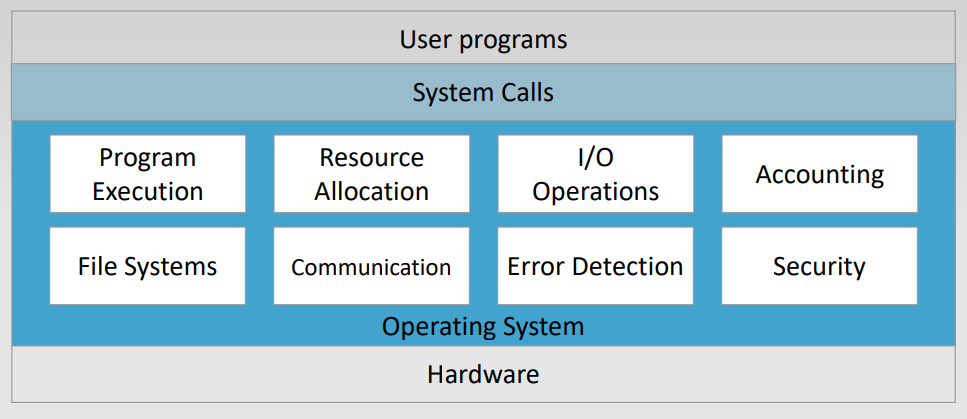 User programs
System Calls
Program
Execution
Resource
Allocation
I/O
Operations
Accounting
File Systems
Communication
Error Detection
Security
Operating System
Hardware